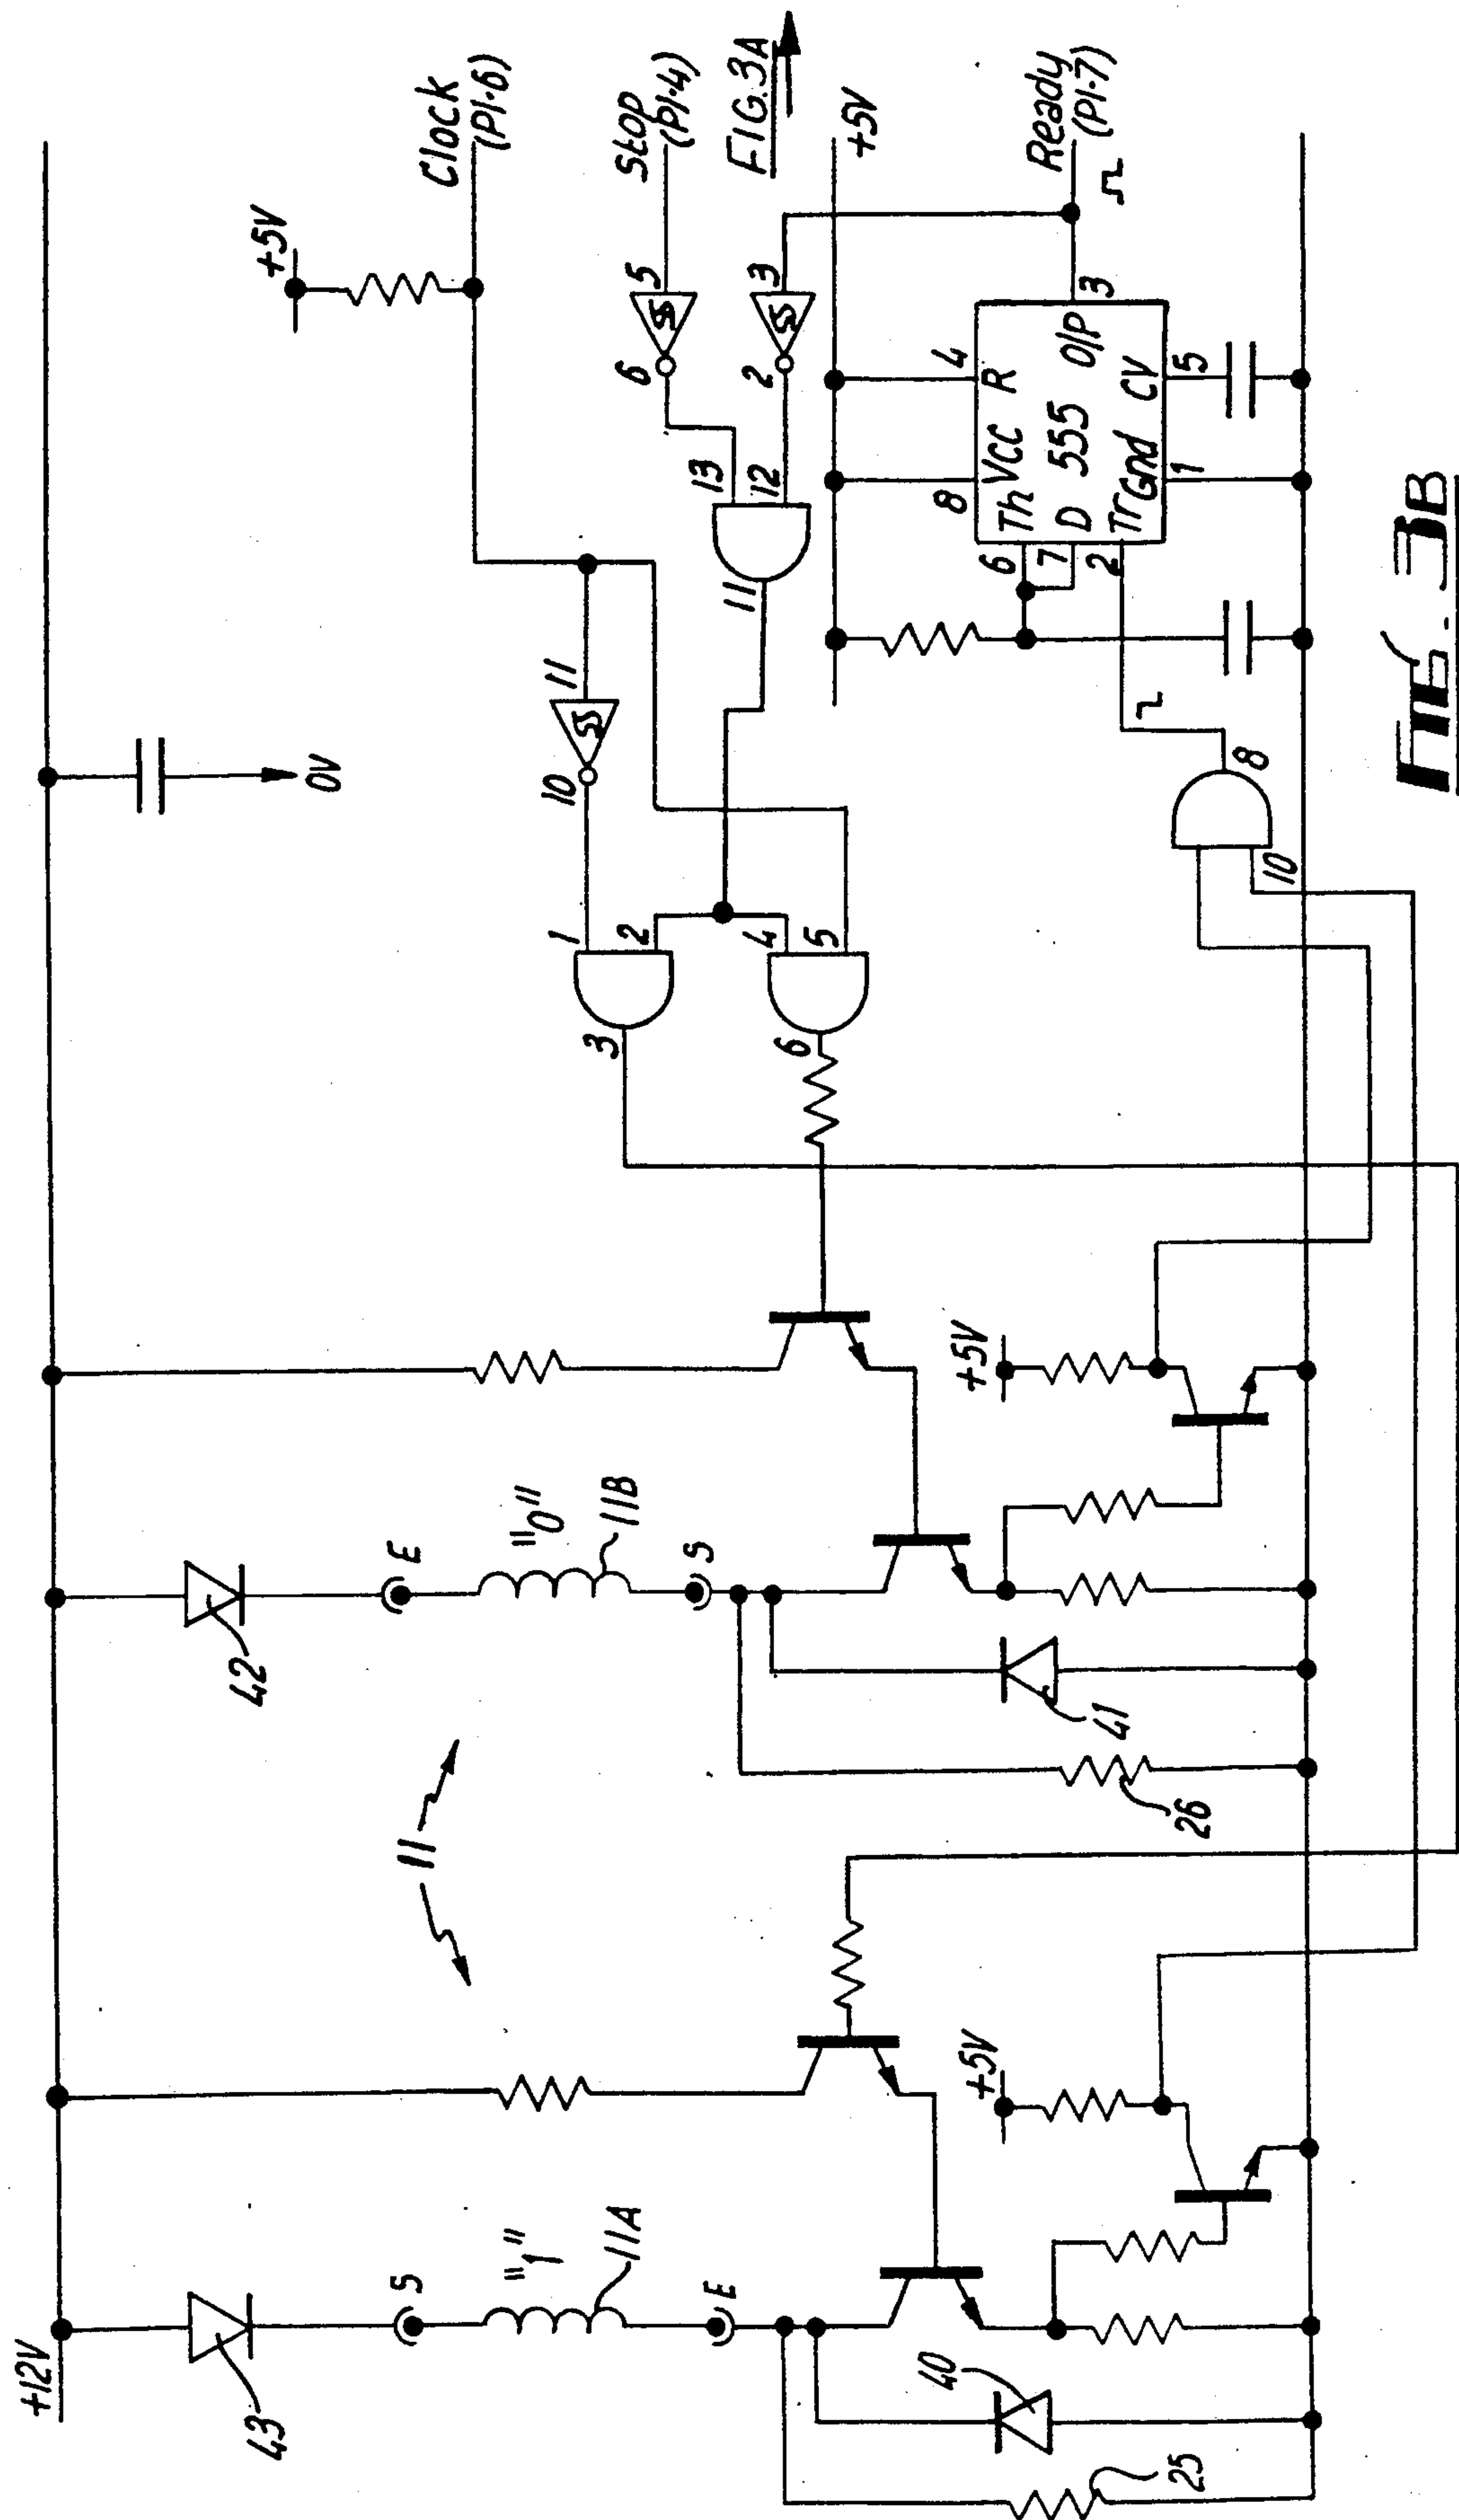 +12V
43
42
0V
+5V
Clock
(P1·6)
11
S
"1"
11A
E
E
"0"
11B
S
10
11
1
2
3
4
5
6
6
5
Stop
(P1·4)
13
12
11
2
3
FIG.3A
+5V
40
25
41
26
+5V
+5V
8
4
6
7
2
Th
Vcc
R
D
555
O/P
Tr
Gnd
CV
3
1
5
Ready
(P1·7)
10
8
FIG. 3B